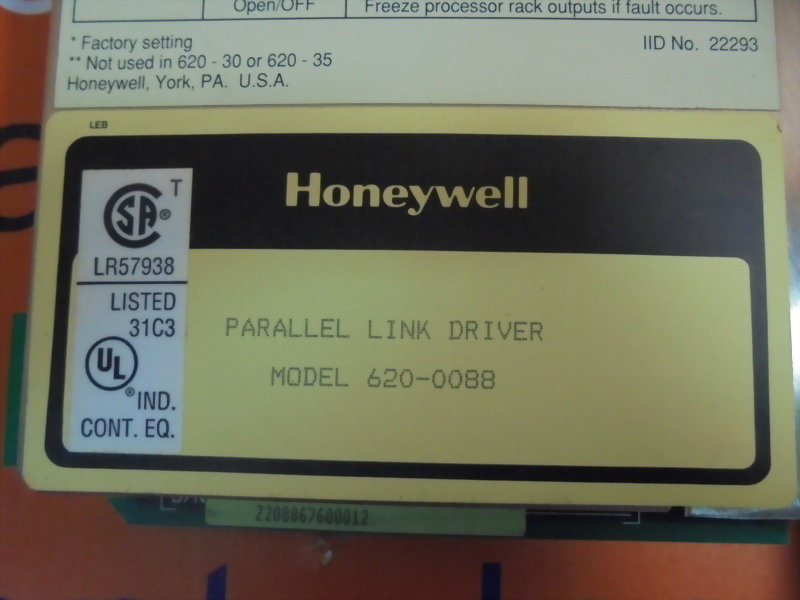 Open/OFF Freeze processor rack outputs if fault occurs.
* Factory setting
IID No. 22293
** Not used in 620 - 30 or 620 - 35
Honeywell, York, PA. U.S.A.
LEB
Honeywell
SA ® T
LR57938
LISTED
31C3
UL
® IND.
CONT. EQ.
PARALLEL LINK DRIVER
MODEL 620-0088
2208867600012